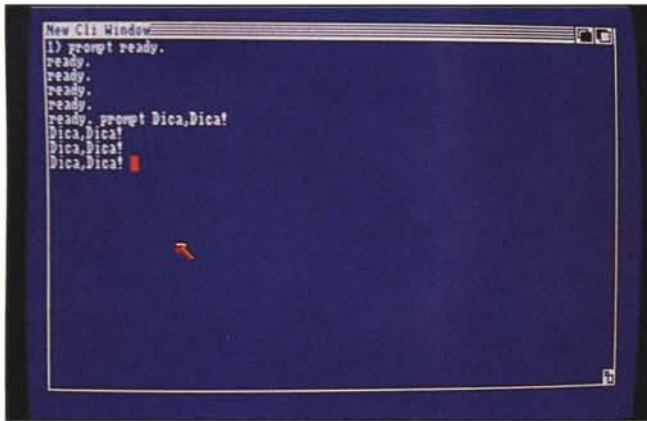 New Cli Window
1) prompt ready.
ready.
ready.
ready.
ready.
ready. prompt Dica,Dica!
Dica,Dica!
Dica,Dica!
Dica,Dica!